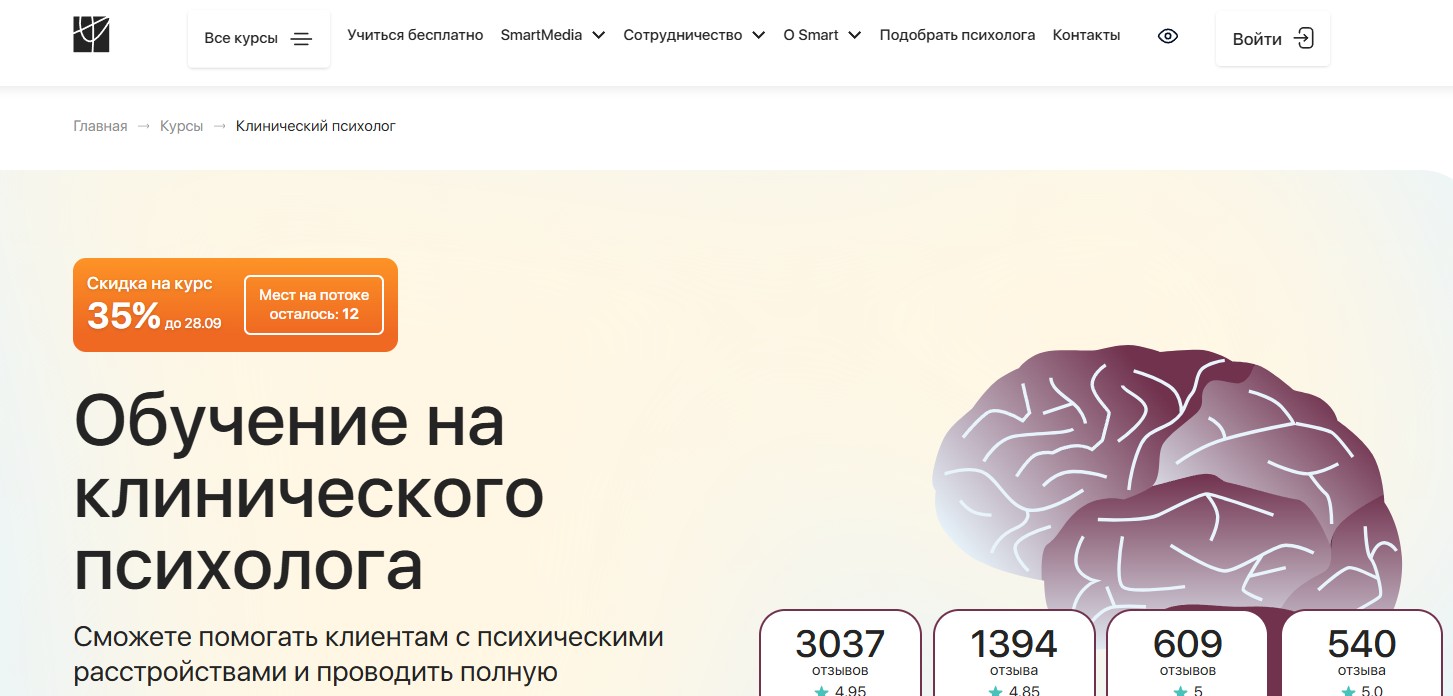 Все курсы
Учиться бесплатно
SmartMedia
Сотрудничество
О Smart
Подобрать психолога
Контакты
Войти
Главная → Курсы → Клинический психолог
Скидка на курс
35% до 28.09
Мест на потоке
осталось: 12
Обучение на
клинического
психолога
Сможете помогать клиентам с психическими
расстройствами и проводить полную
3037
отзывов
4.95
1394
отзыва
4.85
609
отзывов
5
540
отзыва
5.0